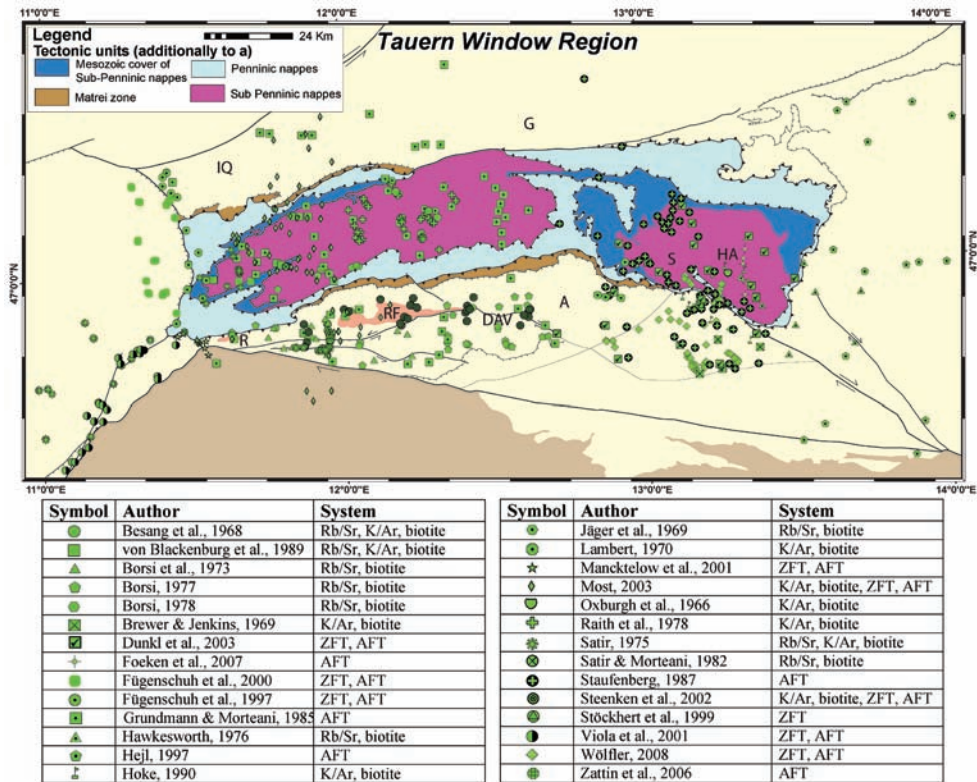 12°00'E
13°00'E
14°00'E
Legend
24 Km
Tectonic units (additionally to a)
Mesozoic cover of
Sub-Penninic nappes
Penninic nappes
Matrei zone
Sub Penninic nappes
Tauern Window Region
G
IQ
HA
S
47°0'0"N
47°0'0"N
A
RF
DAV
R
11°0'0"E
12°0'0"E
13°0'0"E
14°0'0"E
Symbol Author System
Besang et al., 1968 Rb/Sr, K/Ar, biotite
von Blackenburg et al., 1989 Rb/Sr, K/Ar, biotite
Borsi et al., 1973 Rb/Sr, biotite
Borsi, 1977 Rb/Sr, biotite
Borsi, 1978 Rb/Sr, biotite
Brewer & Jenkins, 1969 K/Ar, biotite
Dunkl et al., 2003 ZFT, AFT
Foeken et al., 2007 AFT
Fügenschuh et al., 2000 ZFT, AFT
Fügenschuh et al., 1997 ZFT, AFT
Grundmann & Morteani, 1985 AFT
Hawkesworth, 1976 Rb/Sr, biotite
Hejl, 1997 AFT
Hoke, 1990 K/Ar, biotite
Symbol Author System
Jäger et al., 1969 Rb/Sr, biotite
Lambert, 1970 K/Ar, biotite
Mancktelow et al., 2001 ZFT, AFT
Most, 2003 K/Ar, biotite, ZFT, AFT
Oxburgh et al., 1966 K/Ar, biotite
Raith et al., 1978 K/Ar, biotite
Satir, 1975 Rb/Sr, K/Ar, biotite
Satir & Morteani, 1982 Rb/Sr, biotite
Staufenberg, 1987 AFT
Steenken et al., 2002 K/Ar, biotite, ZFT, AFT
Stöckhert et al., 1999 ZFT
Viola et al., 2001 ZFT, AFT
Wölfler, 2008 ZFT, AFT
Zattin et al., 2006 AFT